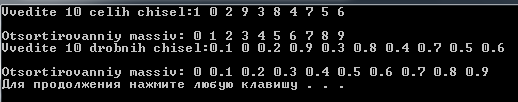 Vvedite 10 celih chisel:1 0 2 9 3 8 4 7 5 6
Otsortirovanniy massiv: 0 1 2 3 4 5 6 7 8 9
Vvedite 10 drobnih chisel:0.1 0 0.2 0.9 0.3 0.8 0.4 0.7 0.5 0.6
Otsortirovanniy massiv: 0 0.1 0.2 0.3 0.4 0.5 0.6 0.7 0.8 0.9
Для продолжения нажмите любую клавишу . . .